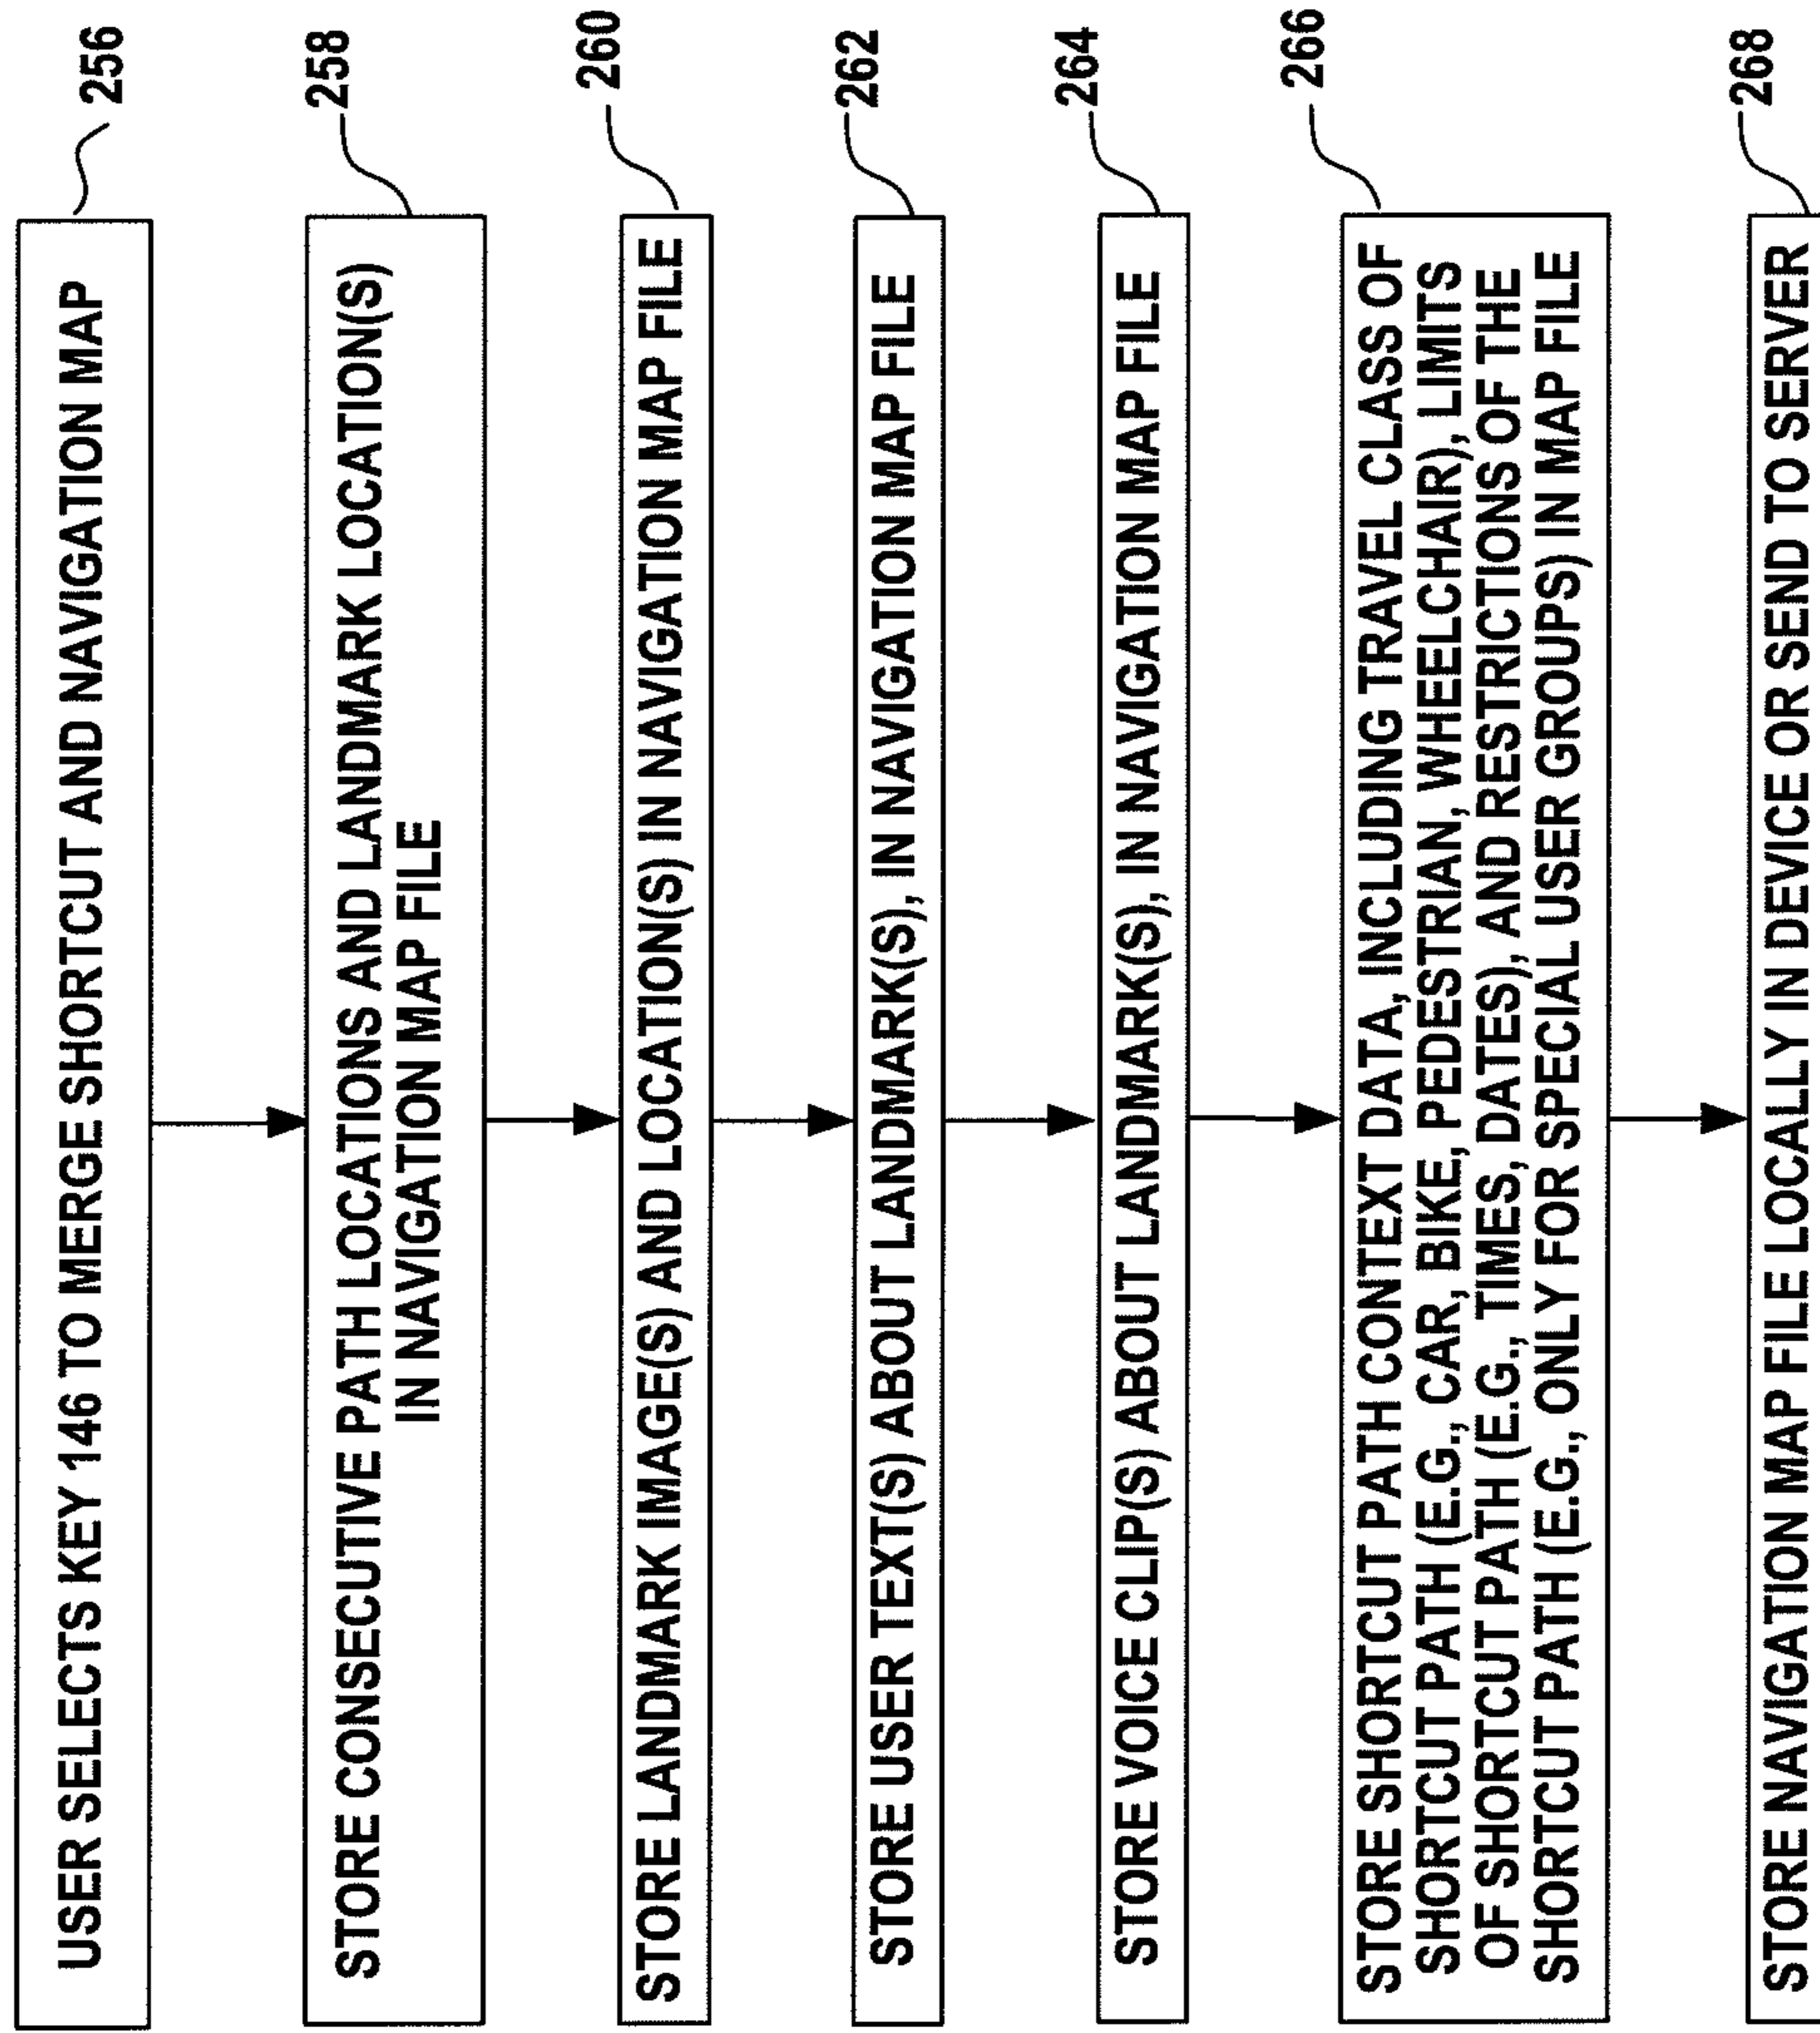 USER SELECTS KEY 146 TO MERGE SHORTCUT AND NAVIGATION MAP
256
STORE CONSECUTIVE PATH LOCATIONS AND LANDMARK LOCATION(S)
IN NAVIGATION MAP FILE
258
STORE LANDMARK IMAGE(S) AND LOCATION(S) IN NAVIGATION MAP FILE
260
STORE USER TEXT(S) ABOUT LANDMARK(S), IN NAVIGATION MAP FILE
262
STORE VOICE CLIP(S) ABOUT LANDMARK(S), IN NAVIGATION MAP FILE
264
STORE SHORTCUT PATH CONTEXT DATA, INCLUDING TRAVEL CLASS OF
SHORTCUT PATH (E.G., CAR, BIKE, PEDESTRIAN, WHEELCHAIR), LIMITS
OF SHORTCUT PATH (E.G., TIMES, DATES), AND RESTRICTIONS OF THE
SHORTCUT PATH (E.G., ONLY FOR SPECIAL USER GROUPS) IN MAP FILE
266
STORE NAVIGATION MAP FILE LOCALLY IN DEVICE OR SEND TO SERVER
268